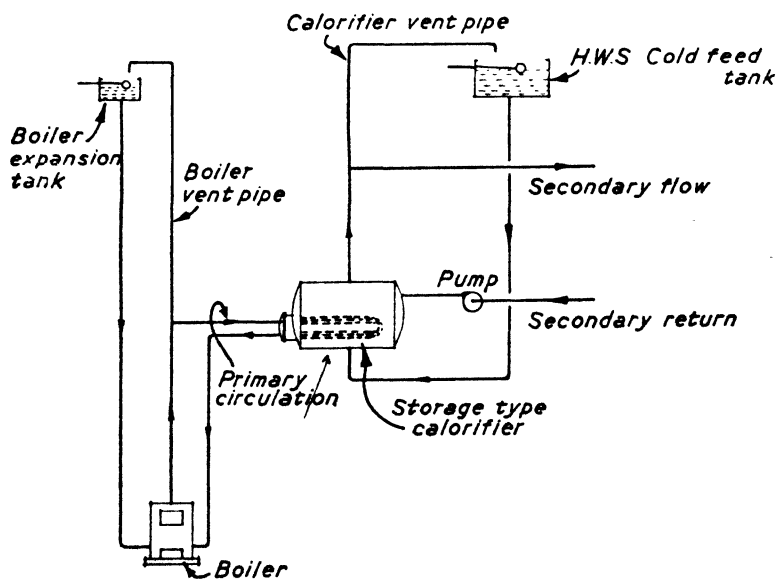 Calorifier vent pipe
H.W.S Cold feed
tank
Boiler
expansion
tank
Boiler
vent pipe
Secondary flow
Pump
Secondary return
Primary
circulation
Storage type
calorifier
Boiler